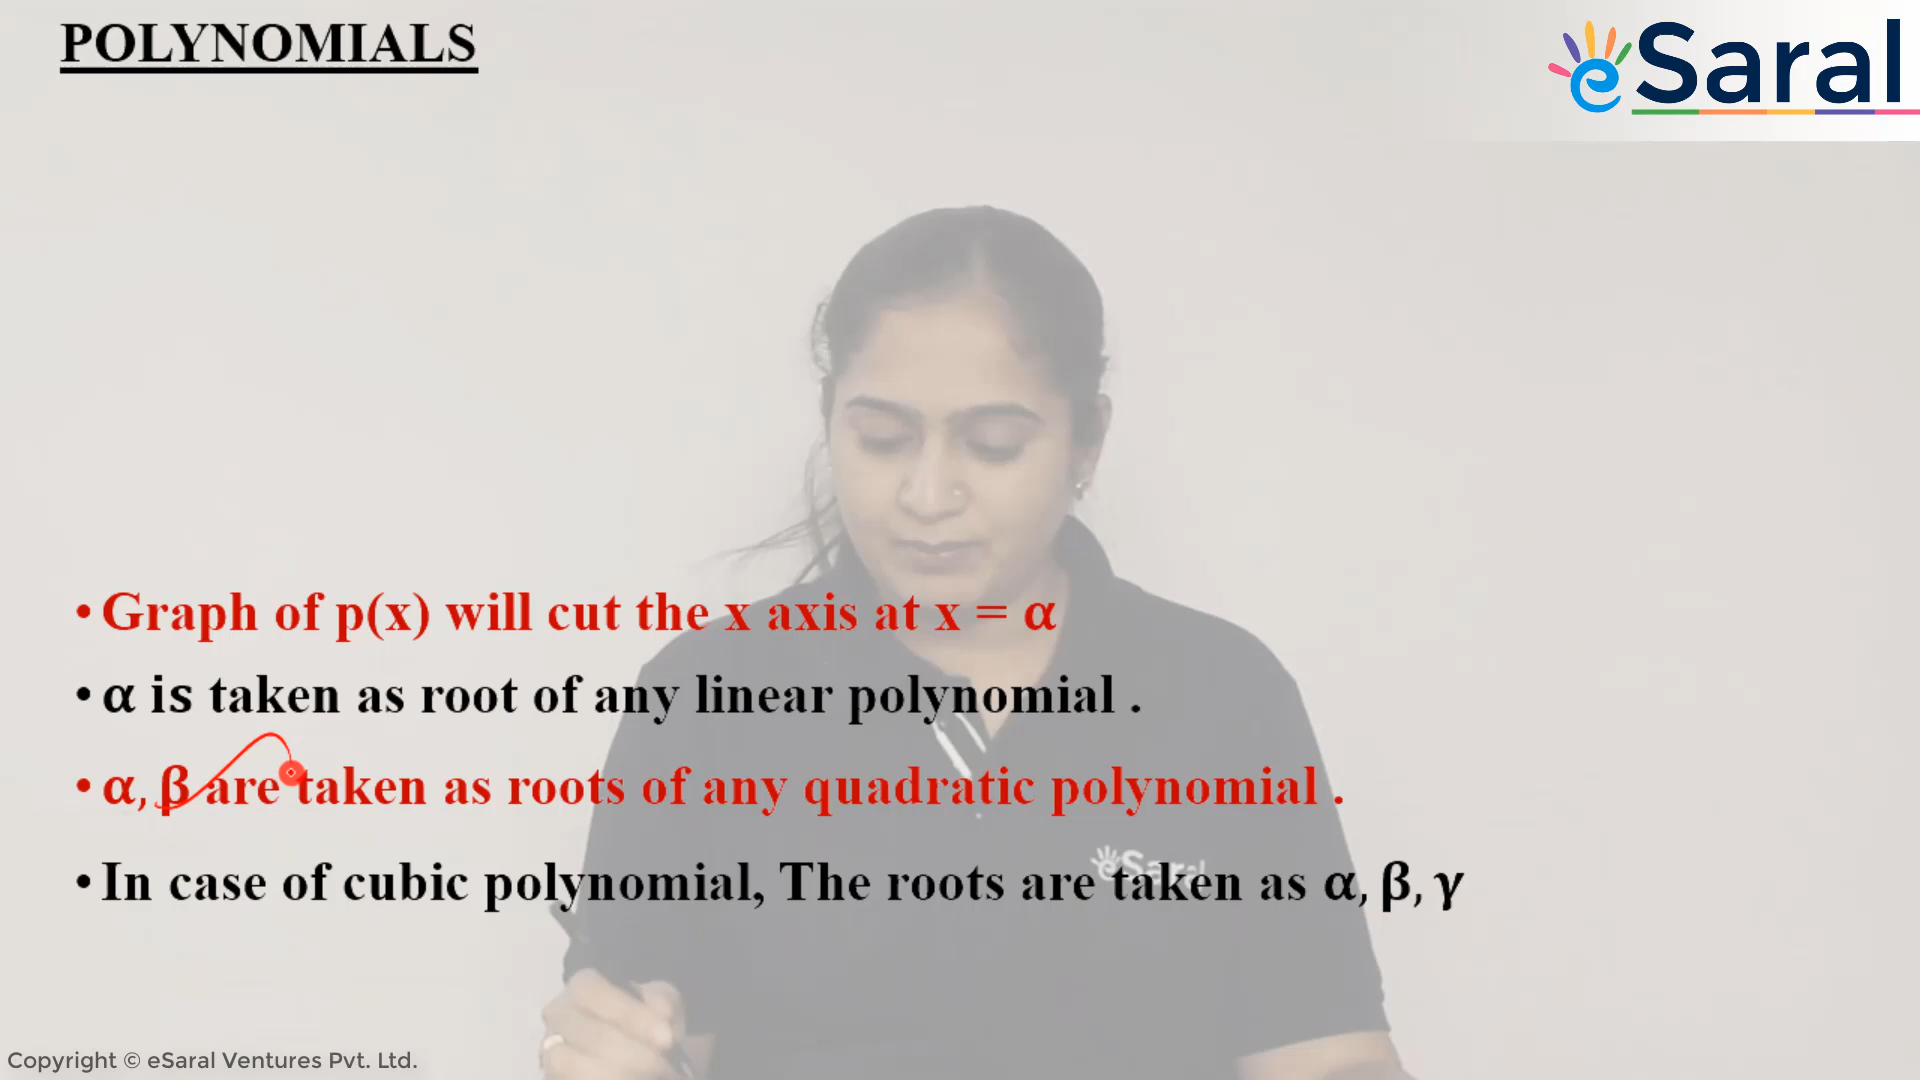 POLYNOMIALS
eSaral
• Graph of p(x) will cut the x axis at x = α
• α is taken as root of any linear polynomial .
• α, β are taken as roots of any quadratic polynomial .
eSaral
• In case of cubic polynomial, The roots are taken as α, β, γ
Copyright © eSaral Ventures Pvt. Ltd.